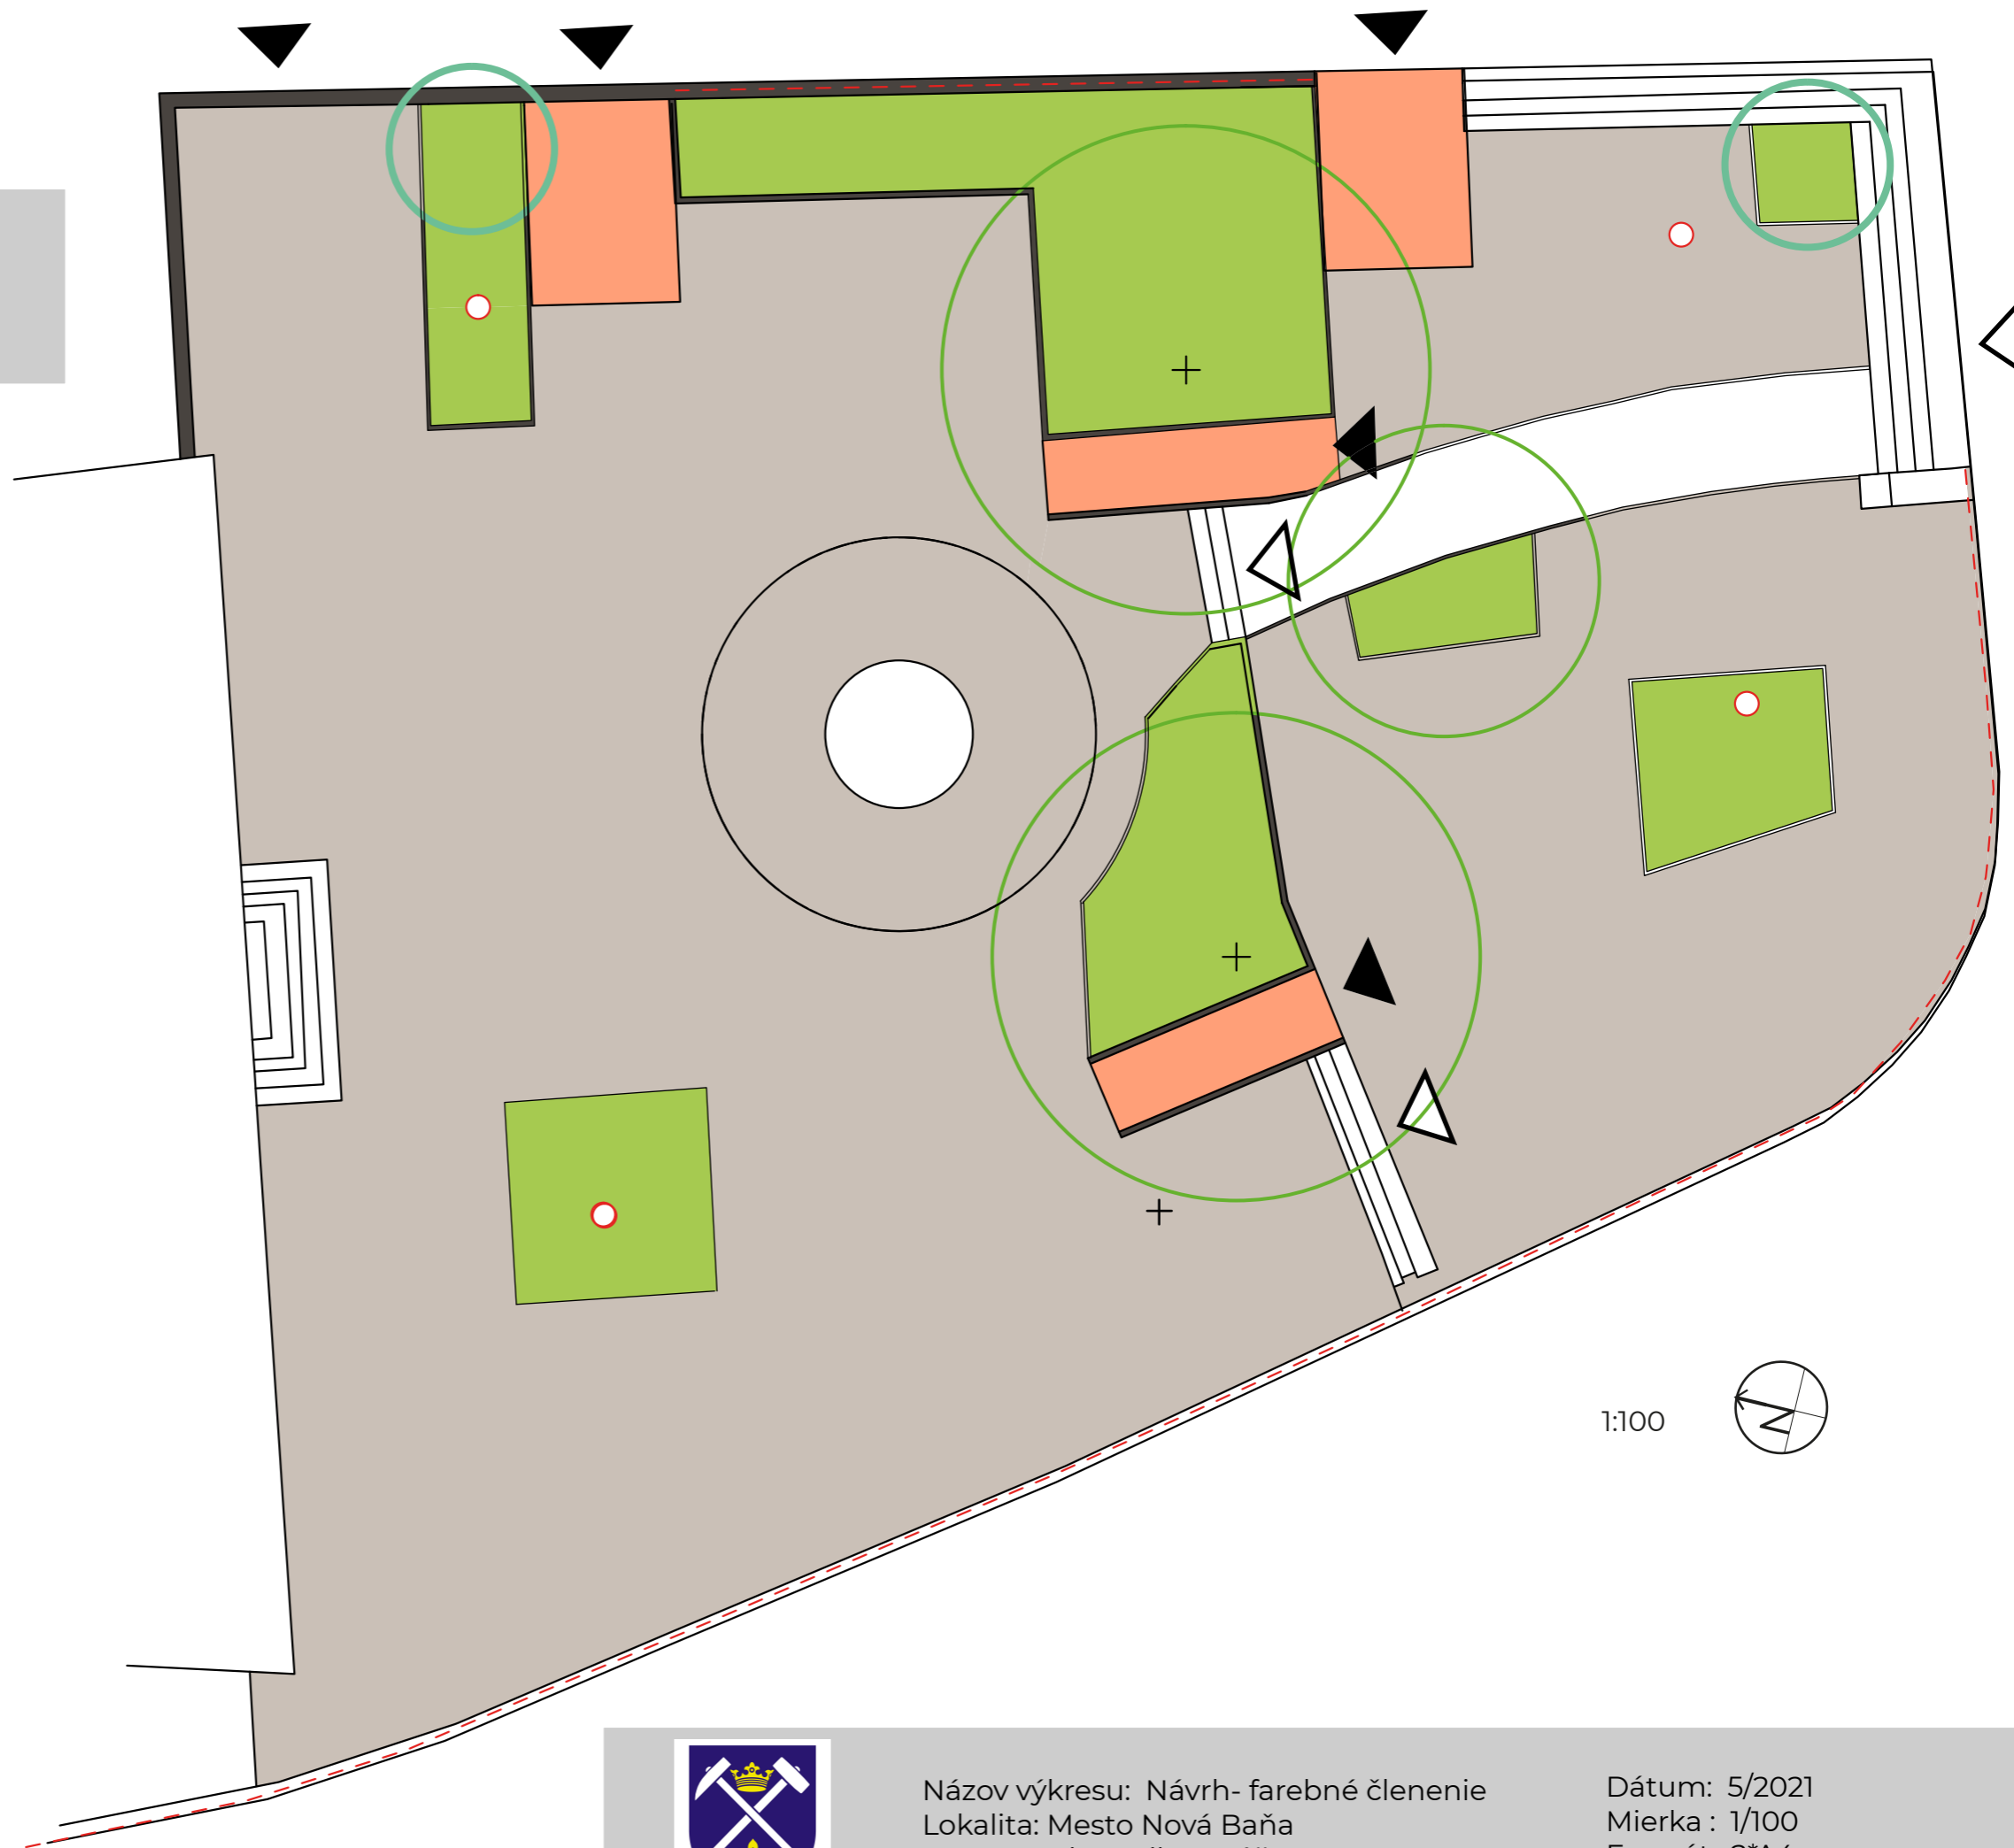 1:100
N
Názov výkresu: Návrh- farebné členenie
Lokalita: Mesto Nová Baňa
Dátum: 5/2021
Mierka : 1/100